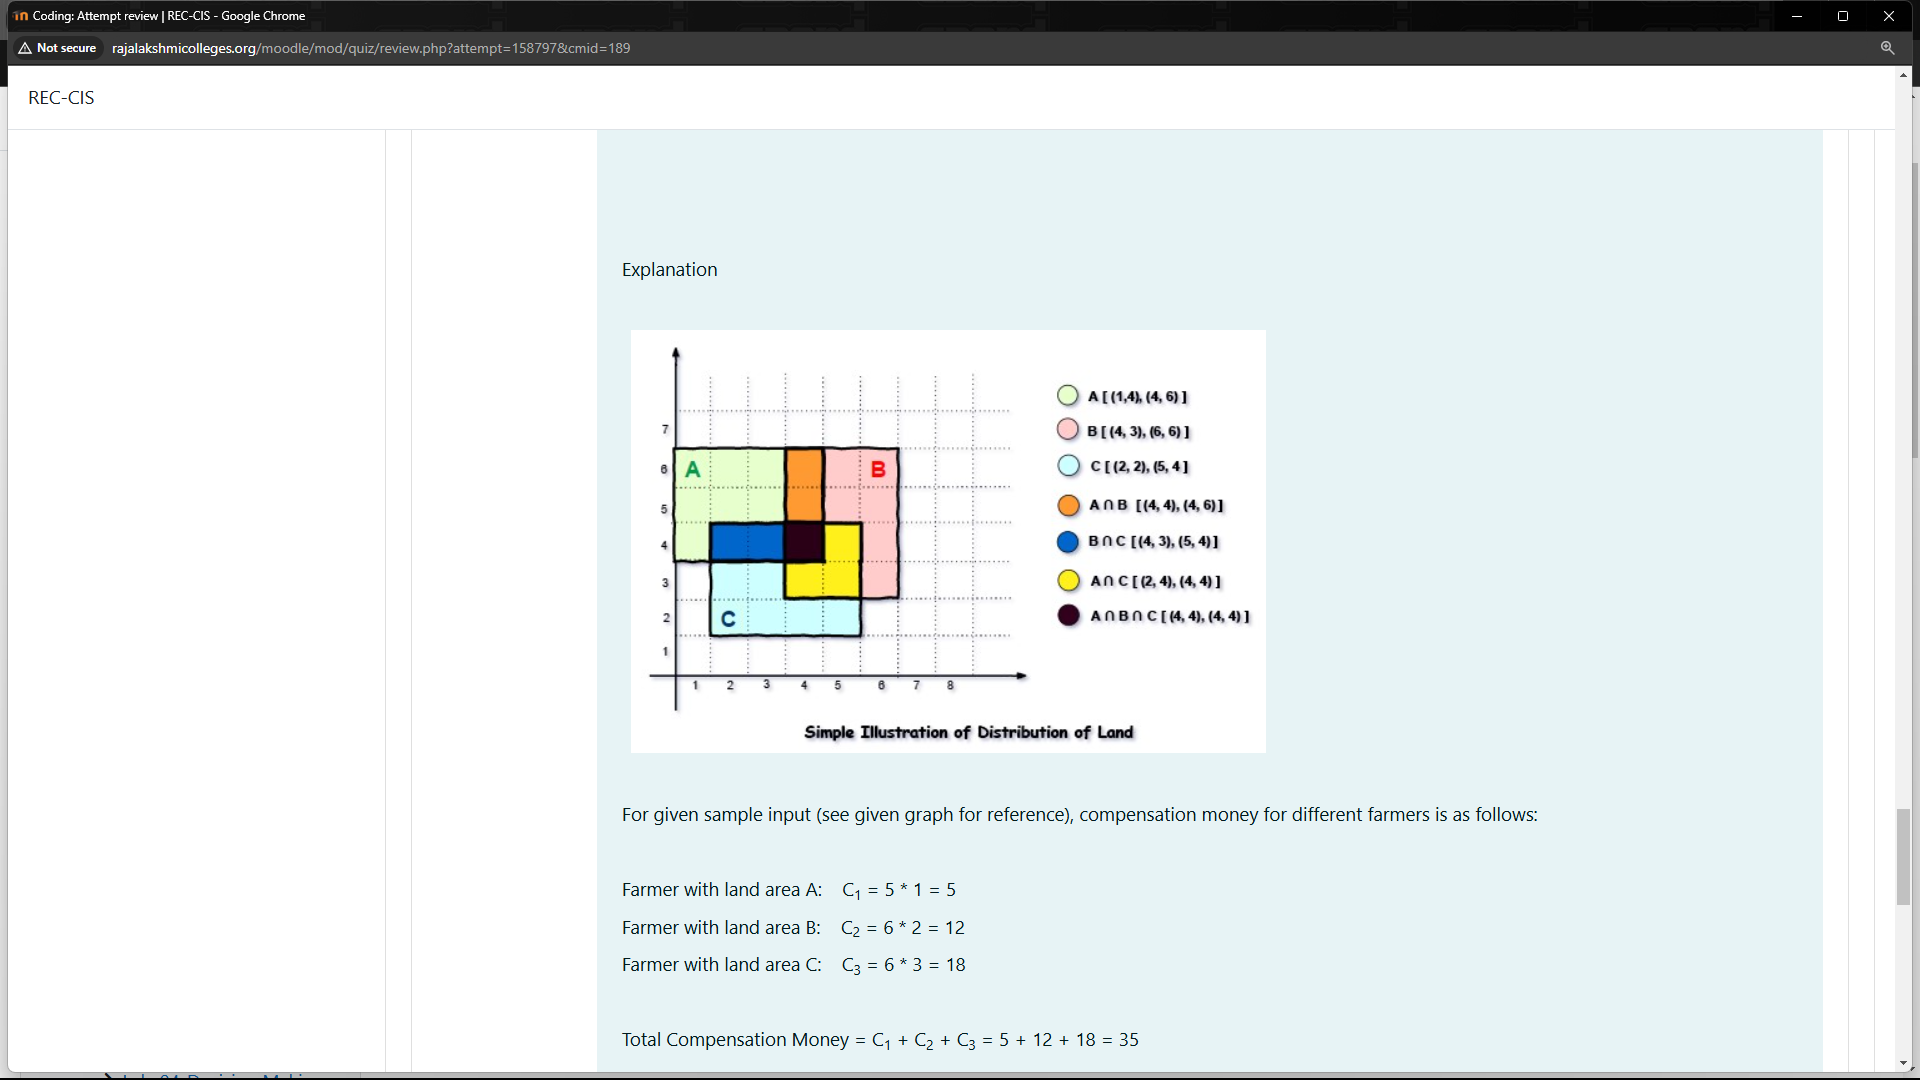 Coding: Attempt review | REC-CIS - Google Chrome
Not secure rajalakshmicolleges.org/moodle/mod/quiz/review.php?attempt=158797&cmid=189
REC-CIS
Explanation
7
6
5
4
3
2
1
A
B
C
1 2 3 4 5 6 7 8
A [ (1,4), (4, 6) ]
B [ (4, 3), (6, 6) ]
C [ (2, 2), (5, 4 ]
A ∩ B [(4, 4), (4, 6)]
B ∩ C [(4, 3), (5, 4)]
A ∩ C [ (2, 4), (4, 4) ]
A ∩ B ∩ C [ (4, 4), (4, 4) ]
Simple Illustration of Distribution of Land
For given sample input (see given graph for reference), compensation money for different farmers is as follows:
Farmer with land area A: C₁ = 5 * 1 = 5
Farmer with land area B: C₂ = 6 * 2 = 12
Farmer with land area C: C₃ = 6 * 3 = 18
Total Compensation Money = C₁ + C₂ + C₃ = 5 + 12 + 18 = 35